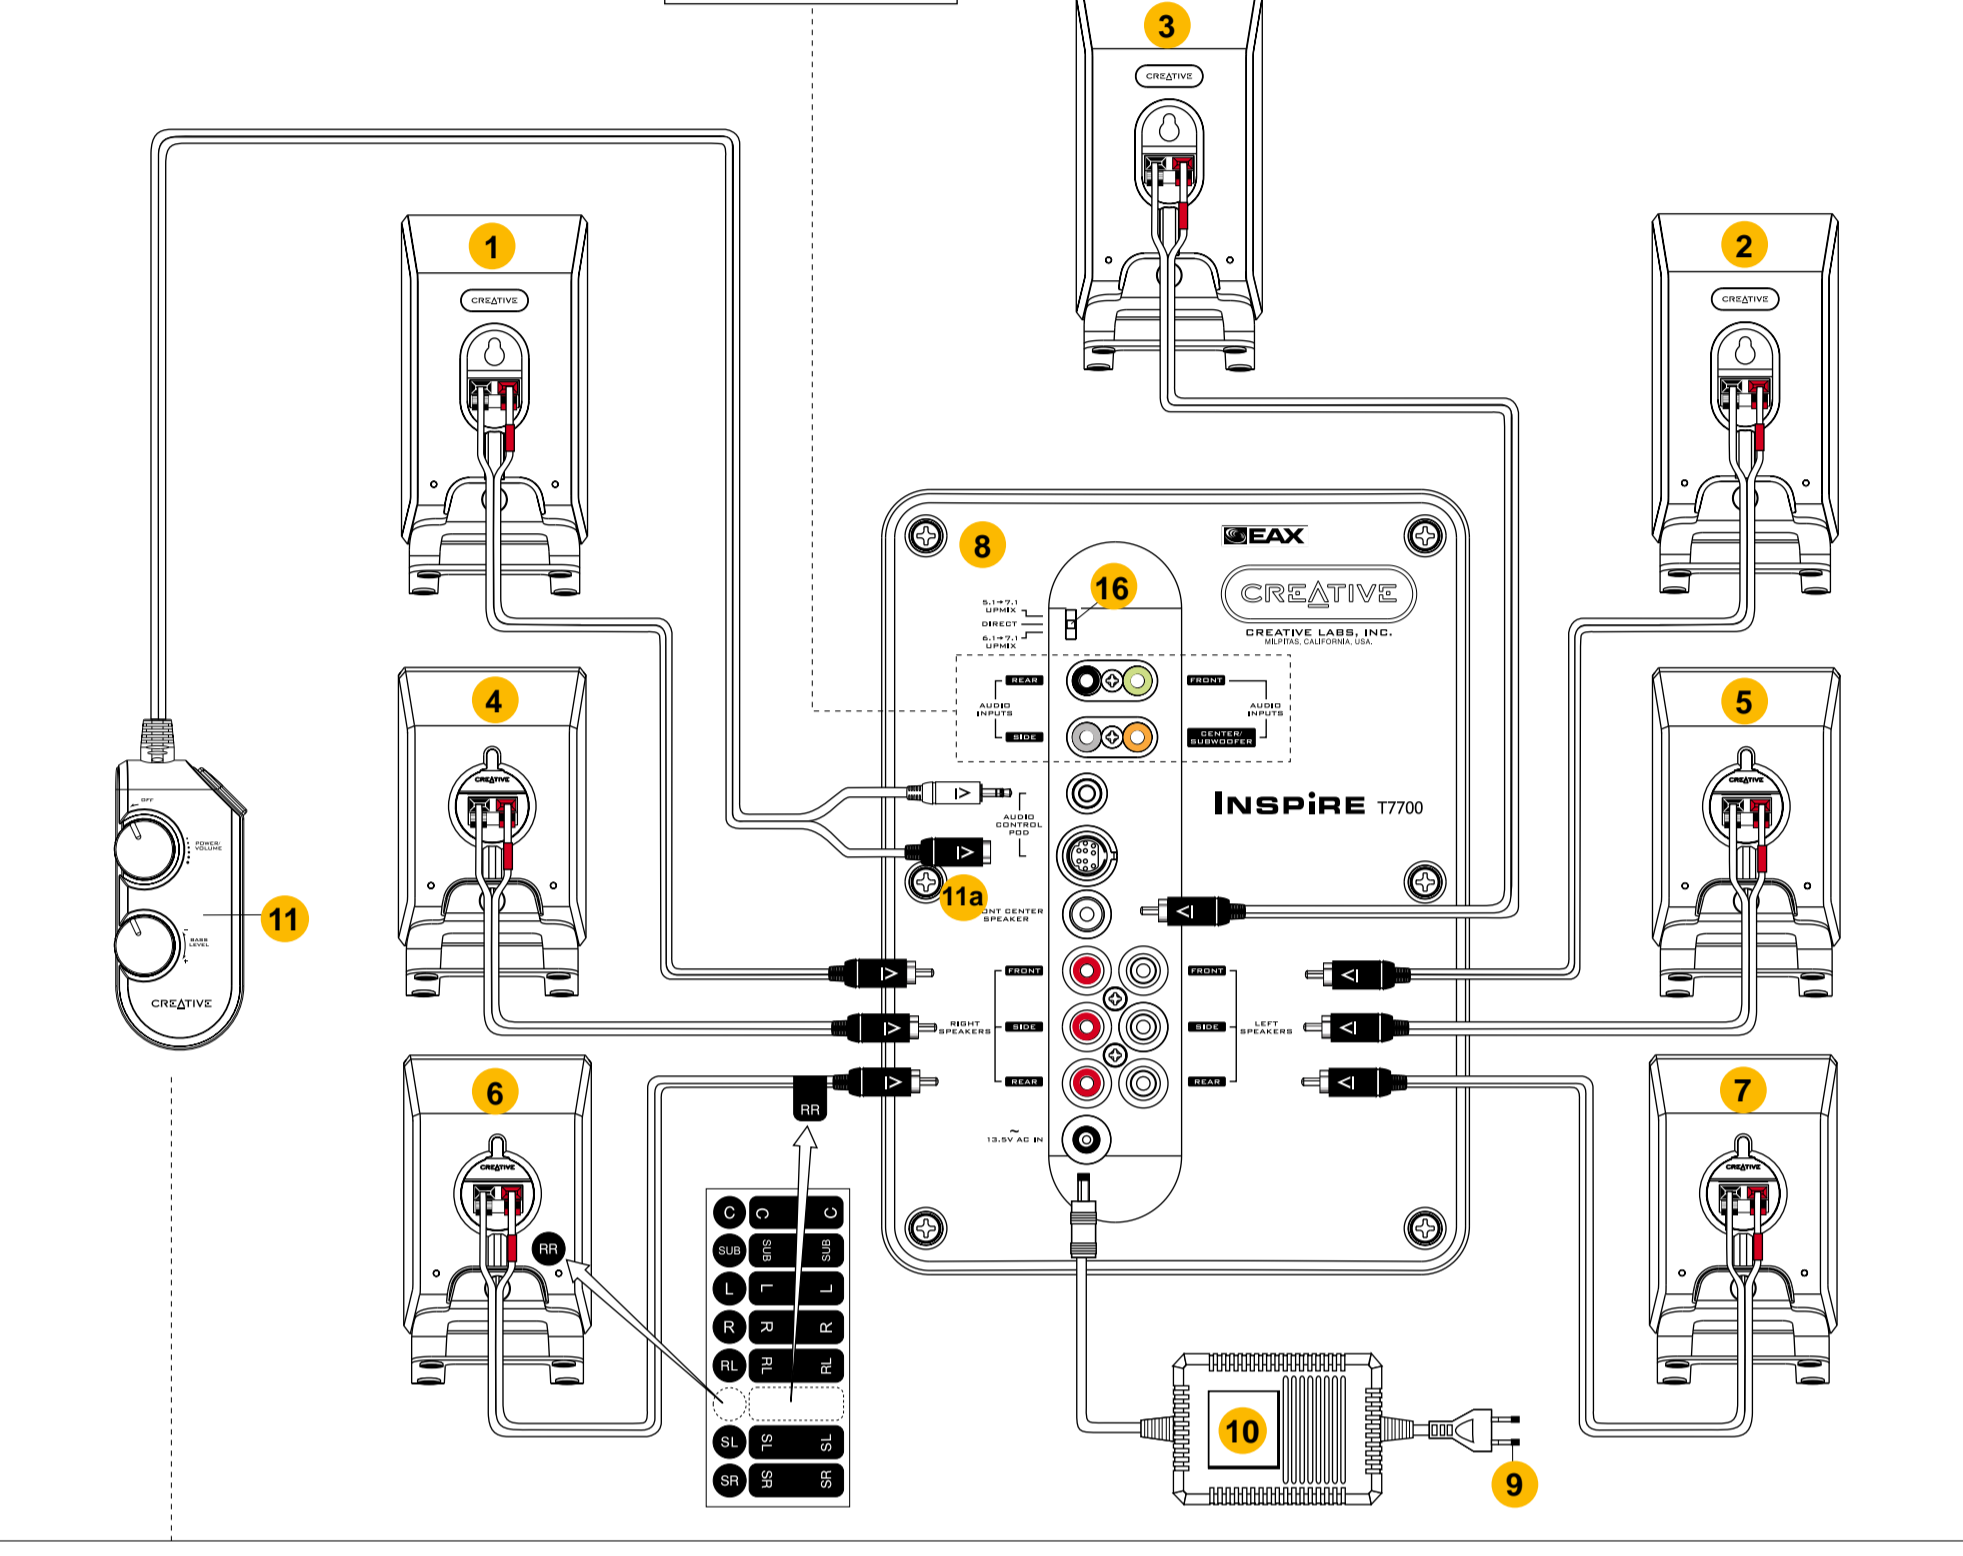 3
CREATIVE
1
CREATIVE
2
CREATIVE
8
EAX
16
CREATIVE
CREATIVE LABS, INC.
MILPITAS, CALIFORNIA, USA.
5.1→7.1
UPMIX
DIRECT
6.1→7.1
UPMIX
REAR
AUDIO
INPUTS
SIDE
FRONT
AUDIO
INPUTS
CENTER/
SUBWOOFER
4
CREATIVE
5
CREATIVE
INSPIRE T7700
AUDIO
CONTROL
POD
11a
NT CENTER
SPEAKER
OFF
POWER/
VOLUME
11
BASS
LEVEL
CREATIVE
FRONT
RIGHT
SPEAKERS
SIDE
REAR
FRONT
LEFT
SPEAKERS
SIDE
REAR
~
13.5V AC IN
6
CREATIVE
RR
RR
7
CREATIVE
C C C
SUB SUB SUB
L L L
R R R
RL RL RL
SL SL SL
SR SR SR
10
9